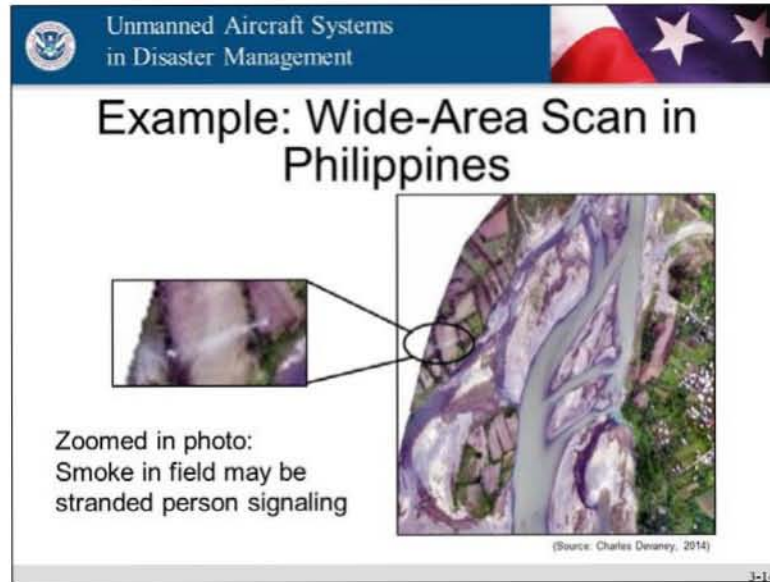 Unmanned Aircraft Systems
in Disaster Management
Example: Wide-Area Scan in
Philippines
Zoomed in photo:
Smoke in field may be
stranded person signaling
(Source: Charles Devaney, 2014)